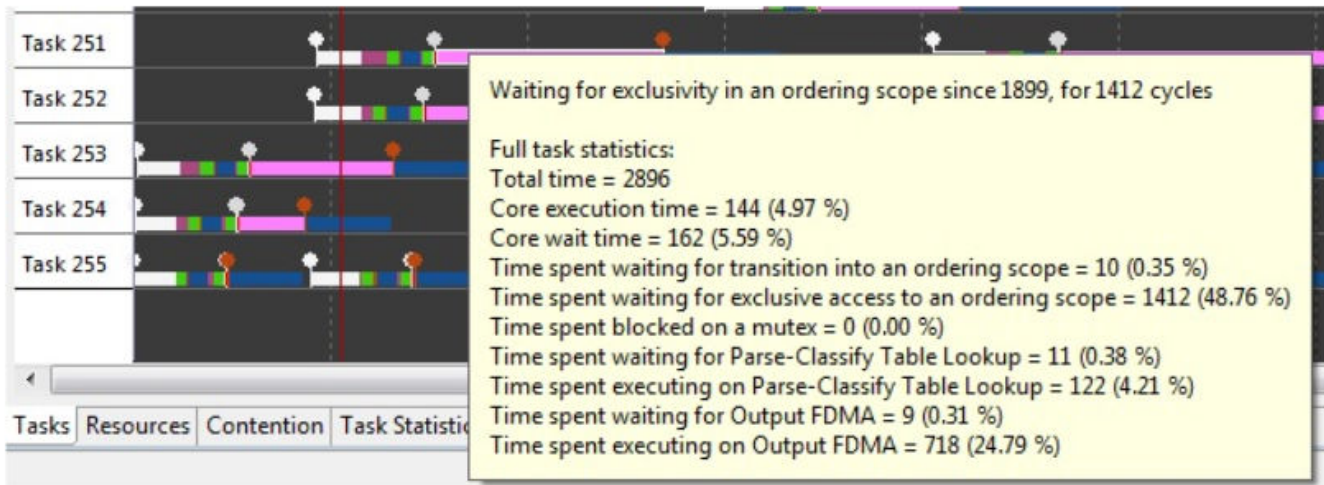 Task 251
Task 252
Task 253
Task 254
Task 255
Waiting for exclusivity in an ordering scope since 1899, for 1412 cycles
Full task statistics:
Total time = 2896
Core execution time = 144 (4.97 %)
Core wait time = 162 (5.59 %)
Time spent waiting for transition into an ordering scope = 10 (0.35 %)
Time spent waiting for exclusive access to an ordering scope = 1412 (48.76 %)
Time spent blocked on a mutex = 0 (0.00 %)
Time spent waiting for Parse-Classify Table Lookup = 11 (0.38 %)
Time spent executing on Parse-Classify Table Lookup = 122 (4.21 %)
Time spent waiting for Output FDMA = 9 (0.31 %)
Time spent executing on Output FDMA = 718 (24.79 %)
Tasks Resources Contention Task Statistic